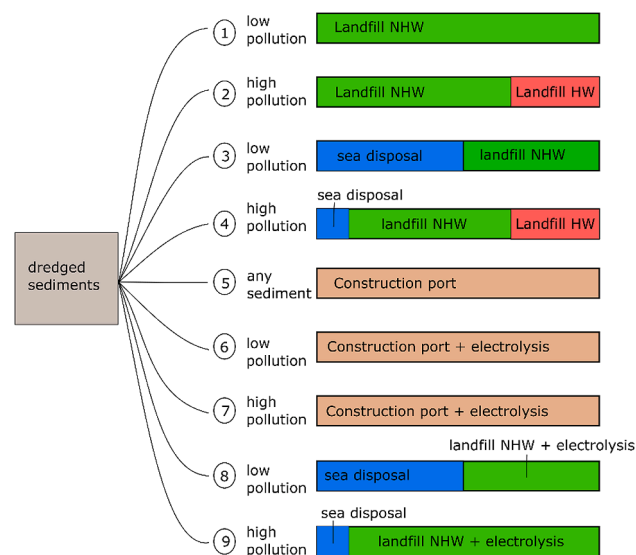 dredged
sediments
1
low
pollution
Landfill NHW
2
high
pollution
Landfill NHW
Landfill HW
3
low
pollution
sea disposal
landfill NHW
4
high
pollution
sea disposal
landfill NHW
Landfill HW
5
any
sediment
Construction port
6
low
pollution
Construction port + electrolysis
7
high
pollution
Construction port + electrolysis
8
low
pollution
sea disposal
landfill NHW + electrolysis
9
high
pollution
sea disposal
landfill NHW + electrolysis